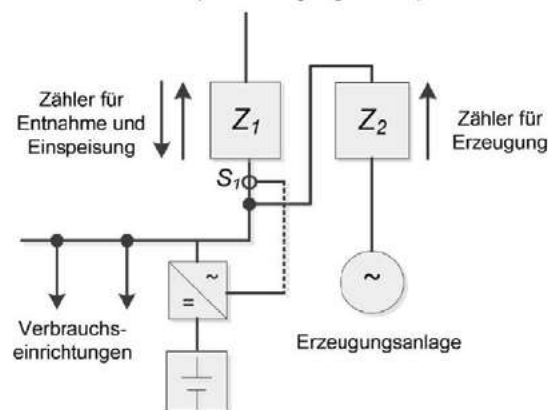 Zähler für
Entnahme und
Einspeisung
Z1
Z2
Zähler für
Erzeugung
S1
~
=
~
Verbrauchs-
einrichtungen
Erzeugungsanlage